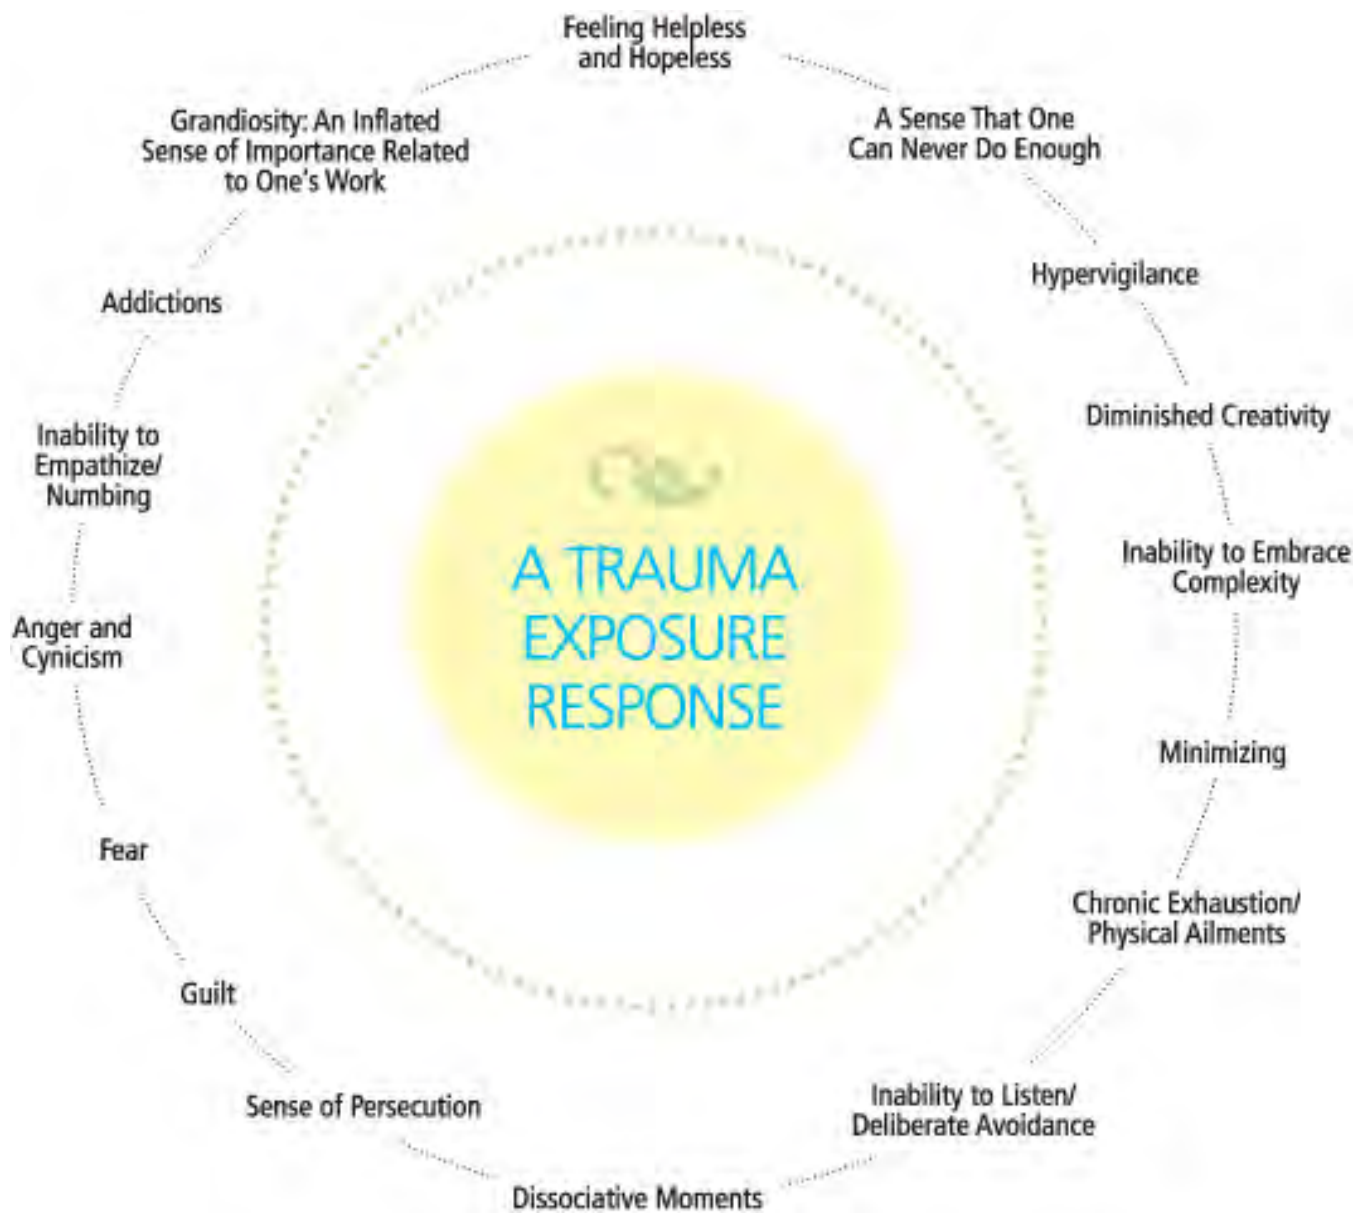 Feeling Helpless
and Hopeless
A Sense That One
Can Never Do Enough
Hypervigilance
Diminished Creativity
Inability to Embrace
Complexity
Minimizing
Chronic Exhaustion/
Physical Ailments
Inability to Listen/
Deliberate Avoidance
Dissociative Moments
Sense of Persecution
Guilt
Fear
Anger and
Cynicism
Inability to
Empathize/
Numbing
Addictions
Grandiosity: An Inflated
Sense of Importance Related
to One's Work
A TRAUMA
EXPOSURE
RESPONSE